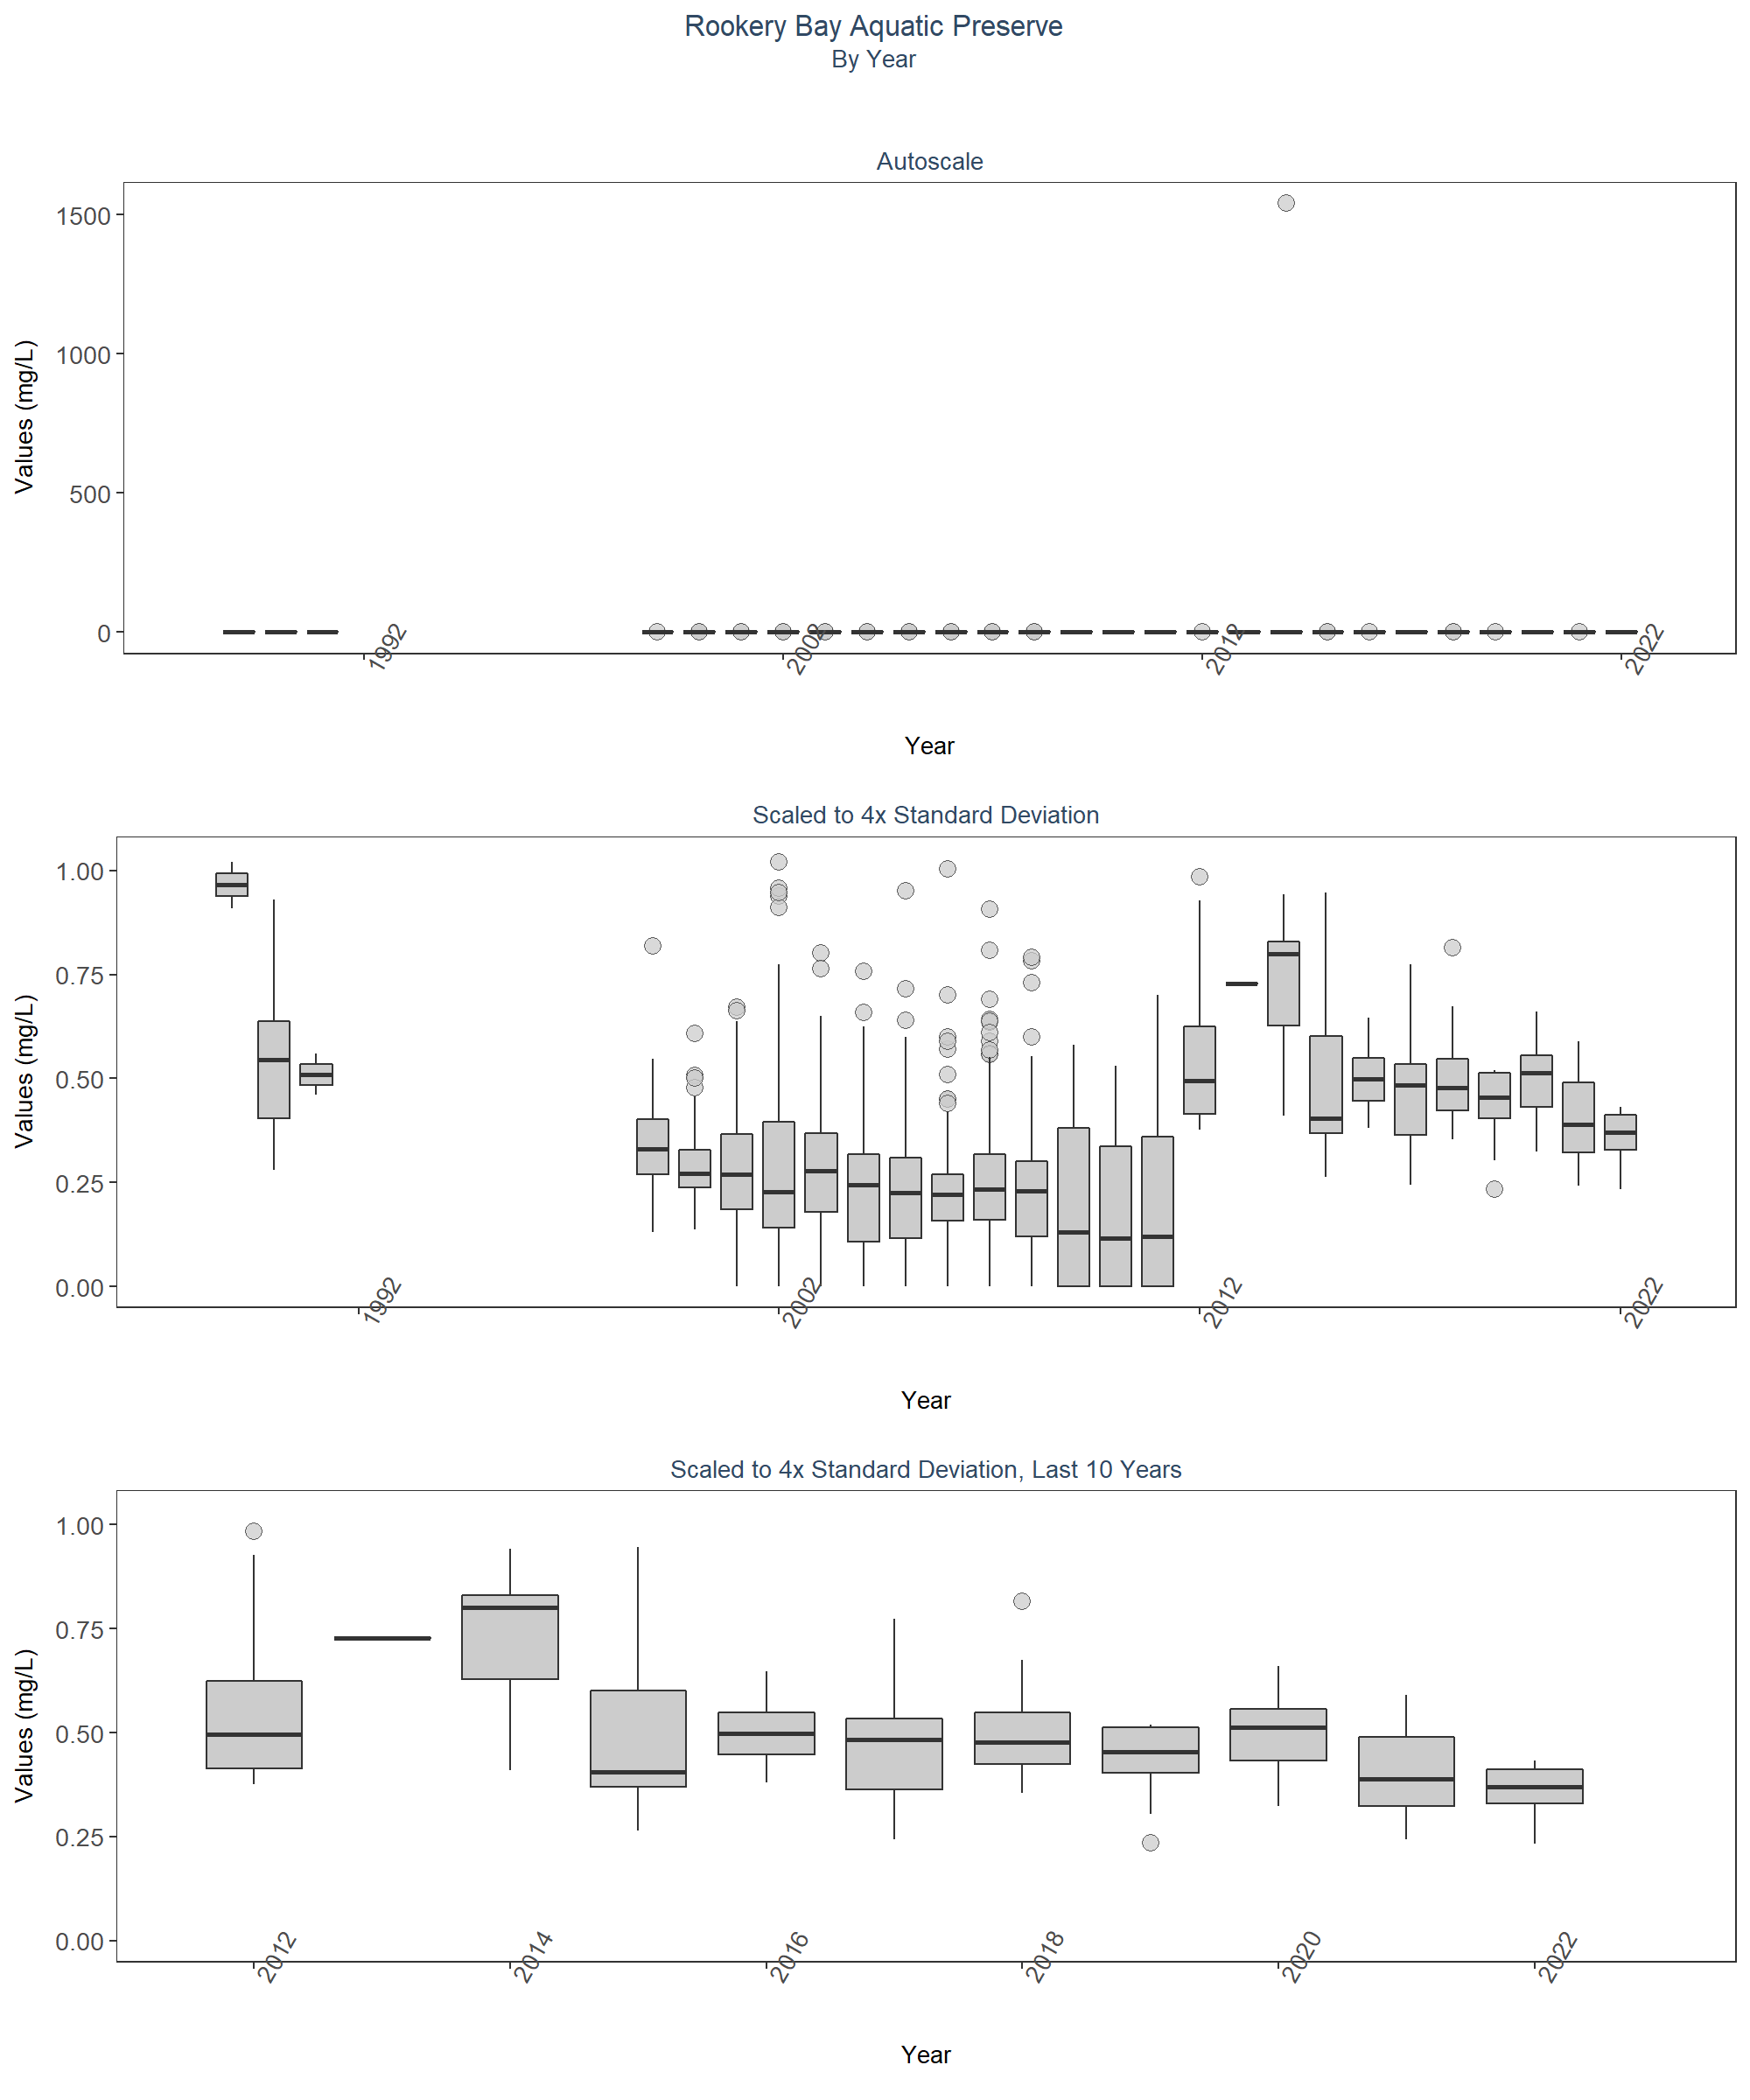 Rookery Bay Aquatic Preserve
By Year
Autoscale
Values (mg/L)
1500
1000
500
0
1992
2002
2012
2022
Year
Scaled to 4x Standard Deviation
Values (mg/L)
1.00
0.75
0.50
0.25
0.00
1992
2002
2012
2022
Year
Scaled to 4x Standard Deviation, Last 10 Years
Values (mg/L)
1.00
0.75
0.50
0.25
0.00
2012
2014
2016
2018
2020
2022
Year